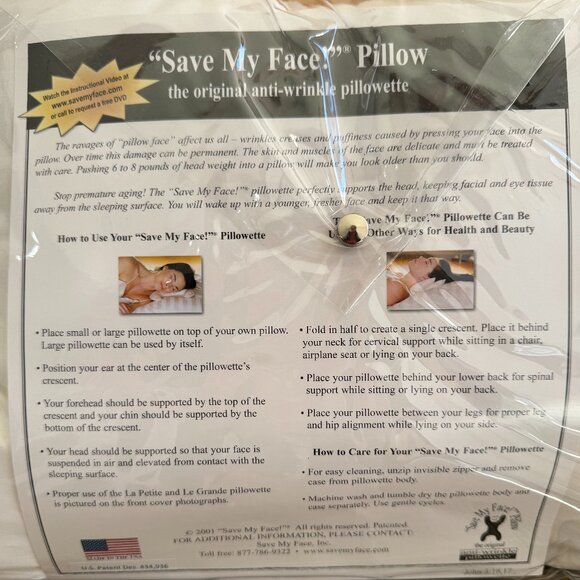 "Save My Face!"® Pillow
the original anti-wrinkle pillowette
Watch the Instructional Video at
www.savemyface.com
or call to request a free DVD
The ravages of "pillow face" affect us all – wrinkles creases and puffiness caused by pressing your face into the
pillow. Over time this damage can be permanent. The skin and muscles of the face are delicate and must be treated
with care. Pushing 6 to 8 pounds of head weight into a pillow will make you look older than you should.
Stop premature aging! The "Save My Face!"® pillowette perfectly supports the head, keeping facial and eye tissue
away from the sleeping surface. You will wake up with a younger, fresher face and keep it that way.
How to Use Your "Save My Face!"® Pillowette
• Place small or large pillowette on top of your own pillow.
Large pillowette can be used by itself.
• Position your ear at the center of the pillowette's
crescent.
• Your forehead should be supported by the top of the
crescent and your chin should be supported by the
bottom of the crescent.
• Your head should be supported so that your face is
suspended in air and elevated from contact with the
sleeping surface.
• Proper use of the La Petite and Le Grande pillowette
is pictured on the front cover photographs.
Save My Face!"® Pillowette Can Be
Other Ways for Health and Beauty
• Fold in half to create a single crescent. Place it behind
your neck for cervical support while sitting in a chair,
airplane seat or lying on your back.
• Place your pillowette behind your lower back for spinal
support while sitting or lying on your back.
• Place your pillowette between your legs for proper leg
and hip alignment while lying on your side.
How to Care for Your "Save My Face!"® Pillowette
• For easy cleaning, unzip invisible zipper and remove
case from pillowette body.
• Machine wash and tumble dry the pillowette body and
case separately. Use gentle cycles.
© 2001 "Save My Face!"® All rights reserved. Patented.
FOR ADDITIONAL INFORMATION, PLEASE CONTACT:
Save My Face, Inc.
Toll free: 877-786-9322 • www.savemyface.com
MADE IN THE USA
"Save My Face!" Pillow
the original
anti-wrinkle
pillowette
John 3:16,17